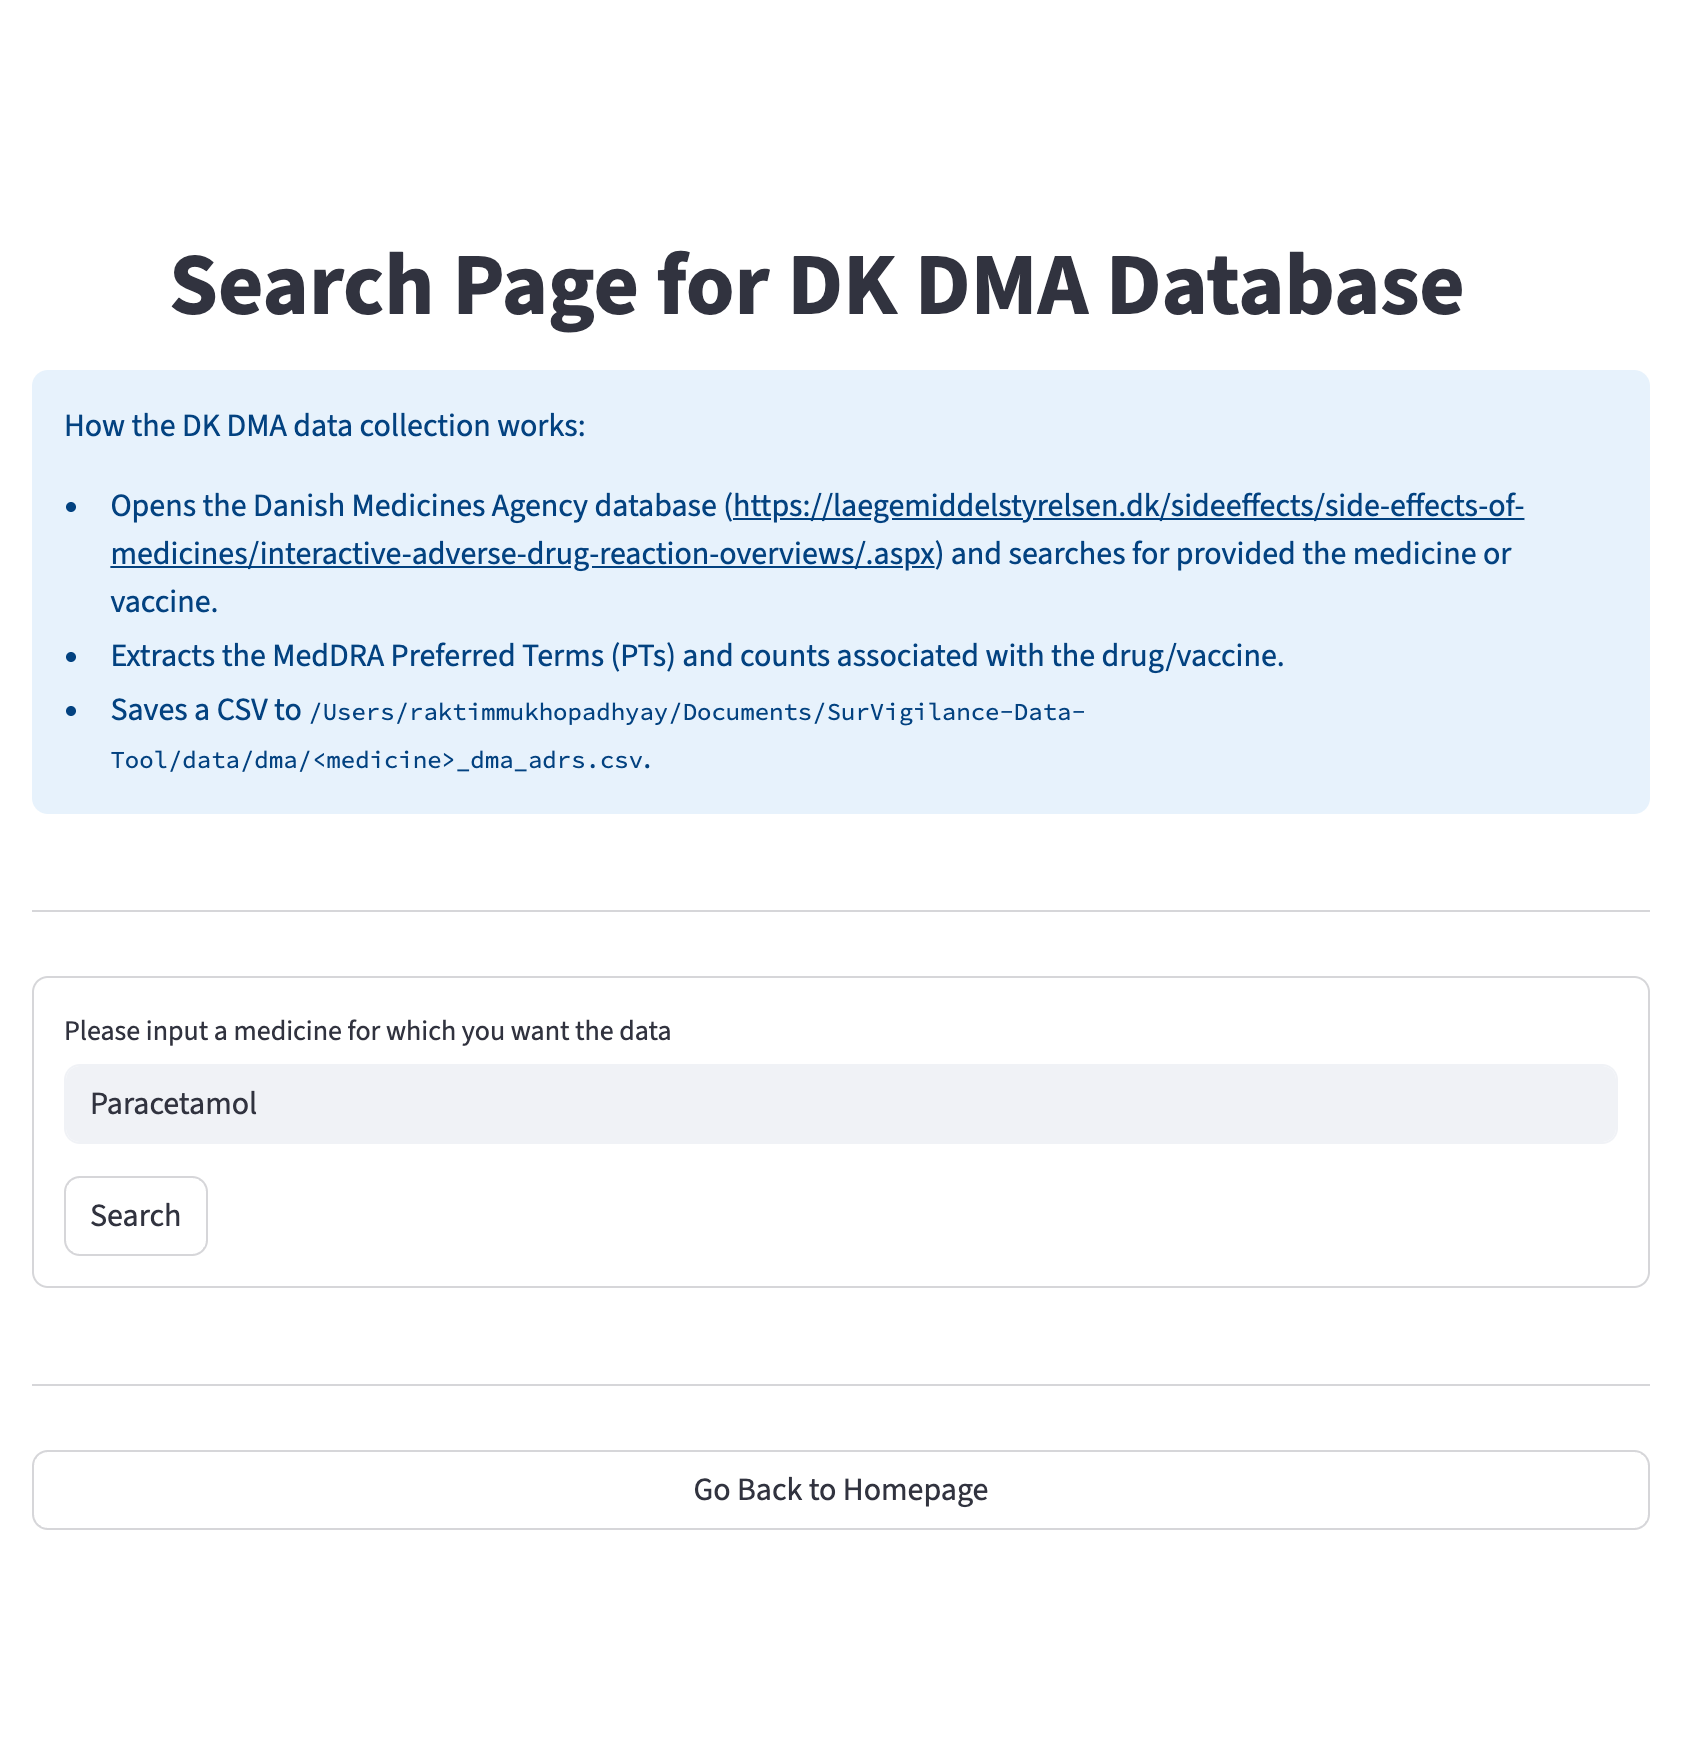 Search Page for DK DMA Database
How the DK DMA data collection works:
• Opens the Danish Medicines Agency database (https://laegemiddelstyrelsen.dk/sideeffects/side-effects-of-
medicines/interactive-adverse-drug-reaction-overviews/.aspx) and searches for provided the medicine or
vaccine.
• Extracts the MedDRA Preferred Terms (PTs) and counts associated with the drug/vaccine.
• Saves a CSV to /Users/raktimmukhopadhyay/Documents/SurVigilance-Data-
Tool/data/dma/<medicine>_dma_adrs.csv.
Please input a medicine for which you want the data
Paracetamol
Search
Go Back to Homepage